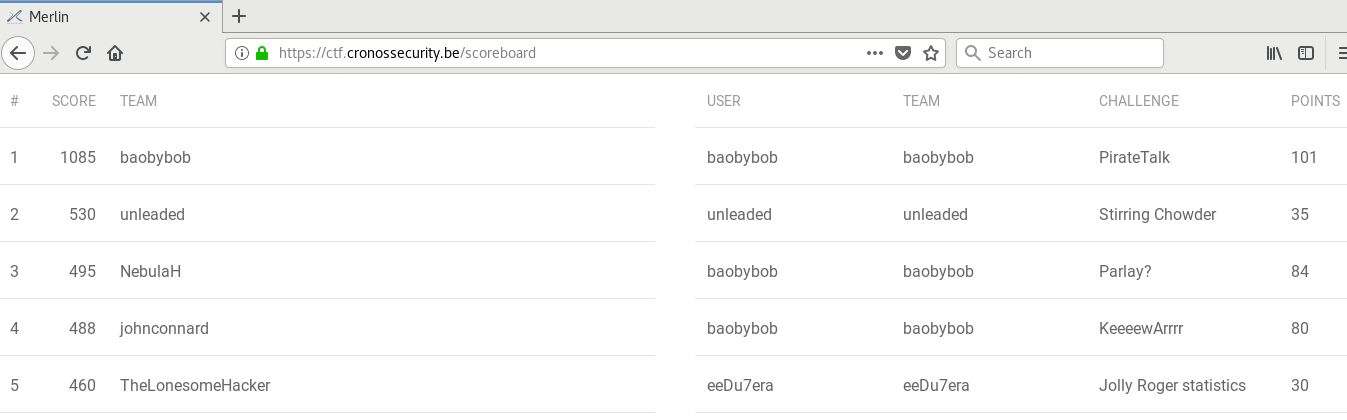 Merlin
https://ctf.cronossecurity.be/scoreboard
Search
# SCORE TEAM
1 1085 baobybob
2 530 unleaded
3 495 NebulaH
4 488 johnconnard
5 460 TheLonesomeHacker
USER TEAM CHALLENGE POINTS
baobybob baobybob PirateTalk 101
unleaded unleaded Stirring Chowder 35
baobybob baobybob Parlay? 84
baobybob baobybob KeeeewArrrr 80
eeDu7era eeDu7era Jolly Roger statistics 30